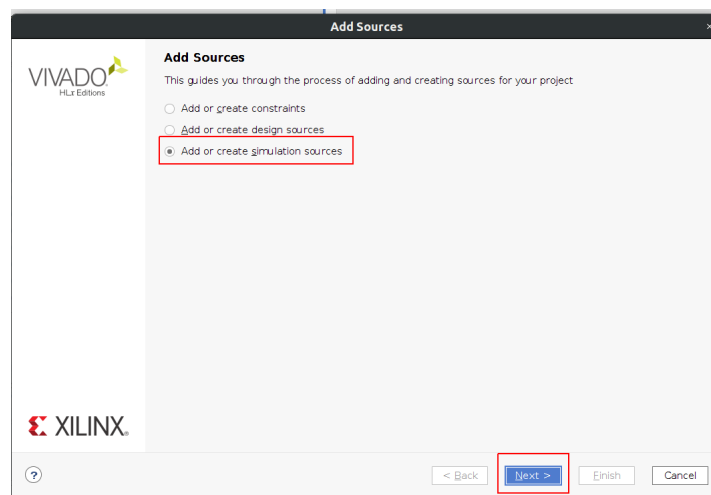 Add Sources
×
VIVADO
HLx Editions
Add Sources
This guides you through the process of adding and creating sources for your project
Add or create constraints
Add or create design sources
Add or create simulation sources
XILINX
?
< Back
Next >
Finish
Cancel